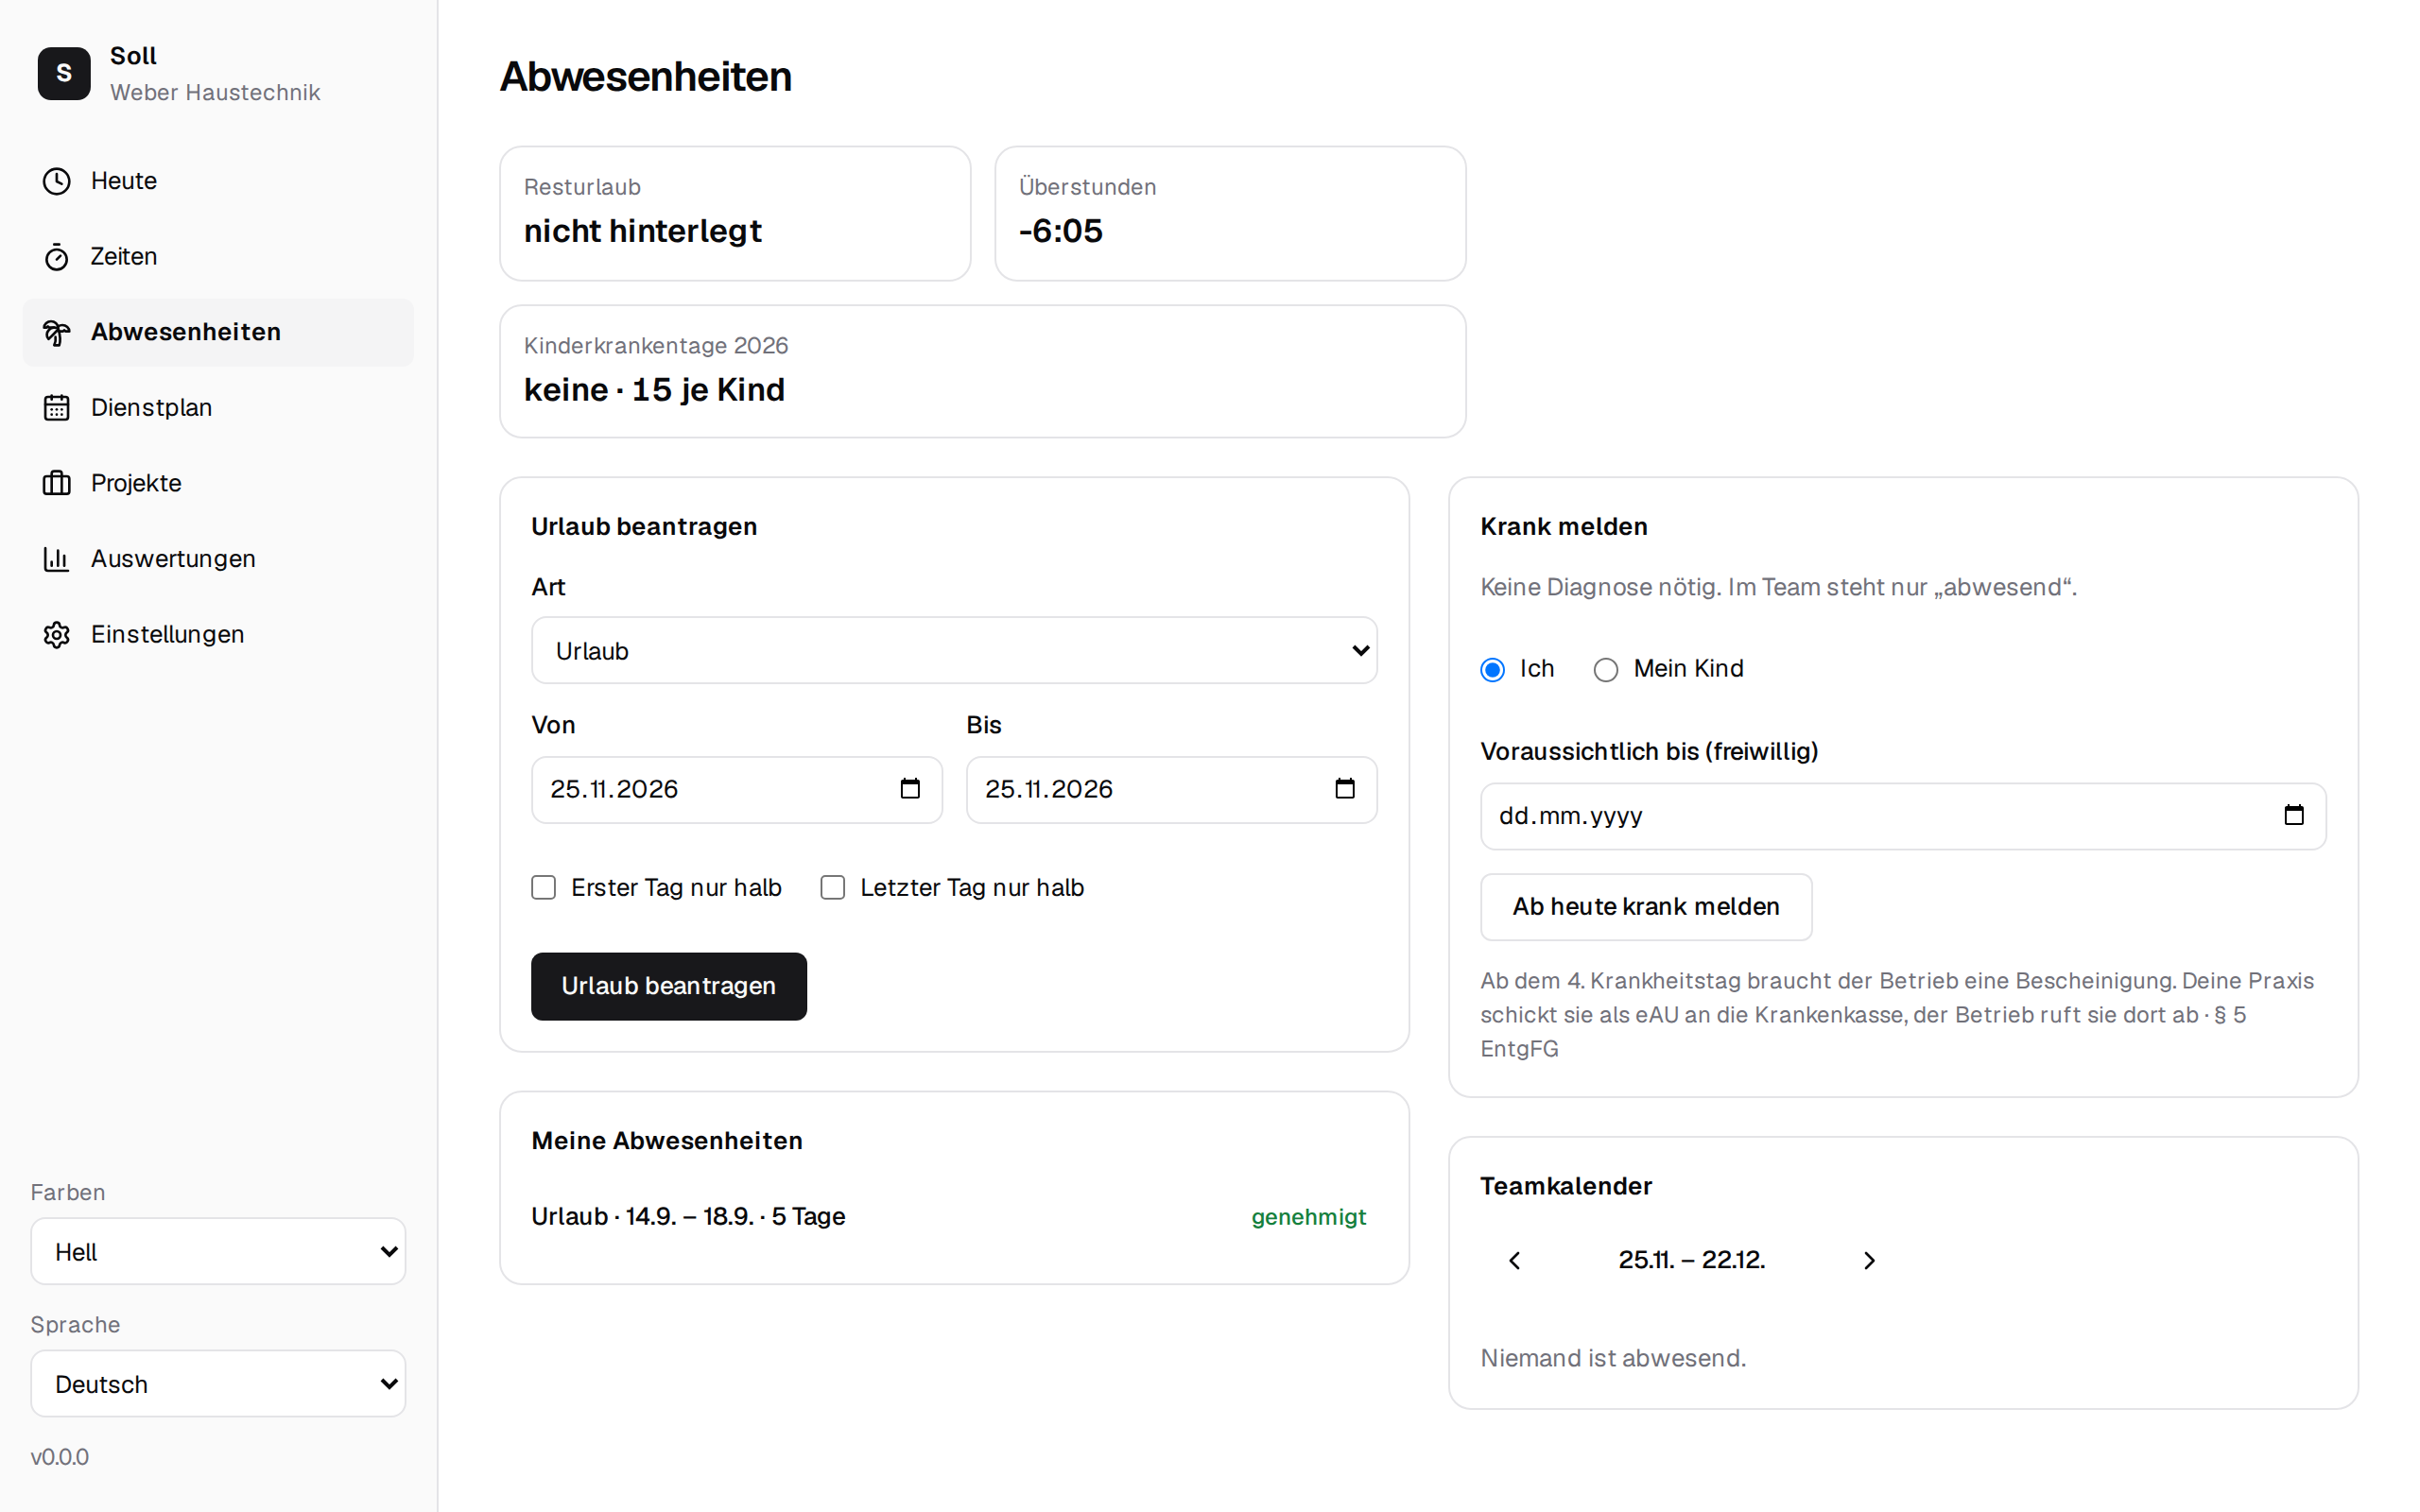 S
Soll
Weber Haustechnik
Heute
Zeiten
Abwesenheiten
Dienstplan
Projekte
Auswertungen
Einstellungen
Farben
Hell
Sprache
Deutsch
v0.0.0
Abwesenheiten
Resturlaub
nicht hinterlegt
Überstunden
-6:05
Kinderkrankentage 2026
keine · 15 je Kind
Urlaub beantragen
Art
Urlaub
Von
Bis
25.11.2026
25.11.2026
Erster Tag nur halb
Letzter Tag nur halb
Urlaub beantragen
Meine Abwesenheiten
Urlaub · 14.9. – 18.9. · 5 Tage
genehmigt
Krank melden
Keine Diagnose nötig. Im Team steht nur „abwesend“.
Ich
Mein Kind
Voraussichtlich bis (freiwillig)
dd.mm.yyyy
Ab heute krank melden
Ab dem 4. Krankheitstag braucht der Betrieb eine Bescheinigung. Deine Praxis
schickt sie als eAU an die Krankenkasse, der Betrieb ruft sie dort ab · § 5
EntgFG
Teamkalender
25.11. – 22.12.
Niemand ist abwesend.